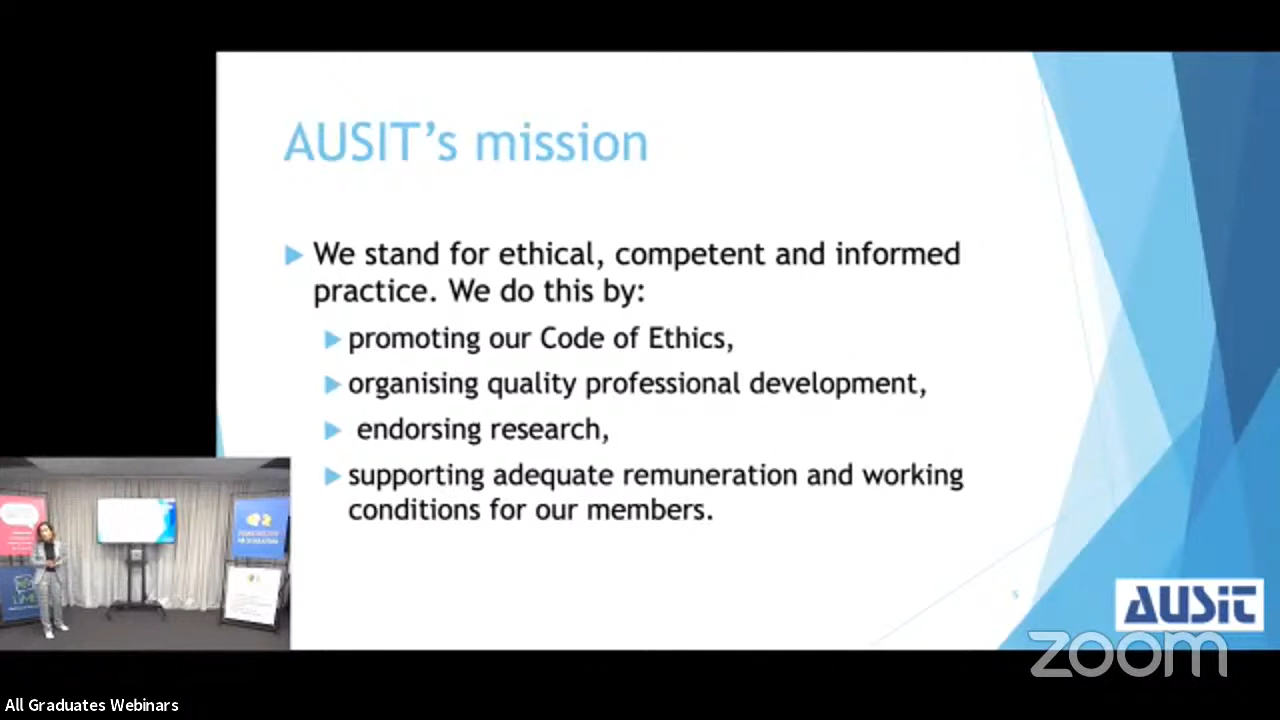 AUSIT’s mission
We stand for ethical, competent and informed
practice. We do this by:
promoting our Code of Ethics,
organising quality professional development,
endorsing research,
supporting adequate remuneration and working
conditions for our members.
5
AUSiT
zoom
All Graduates Webinars